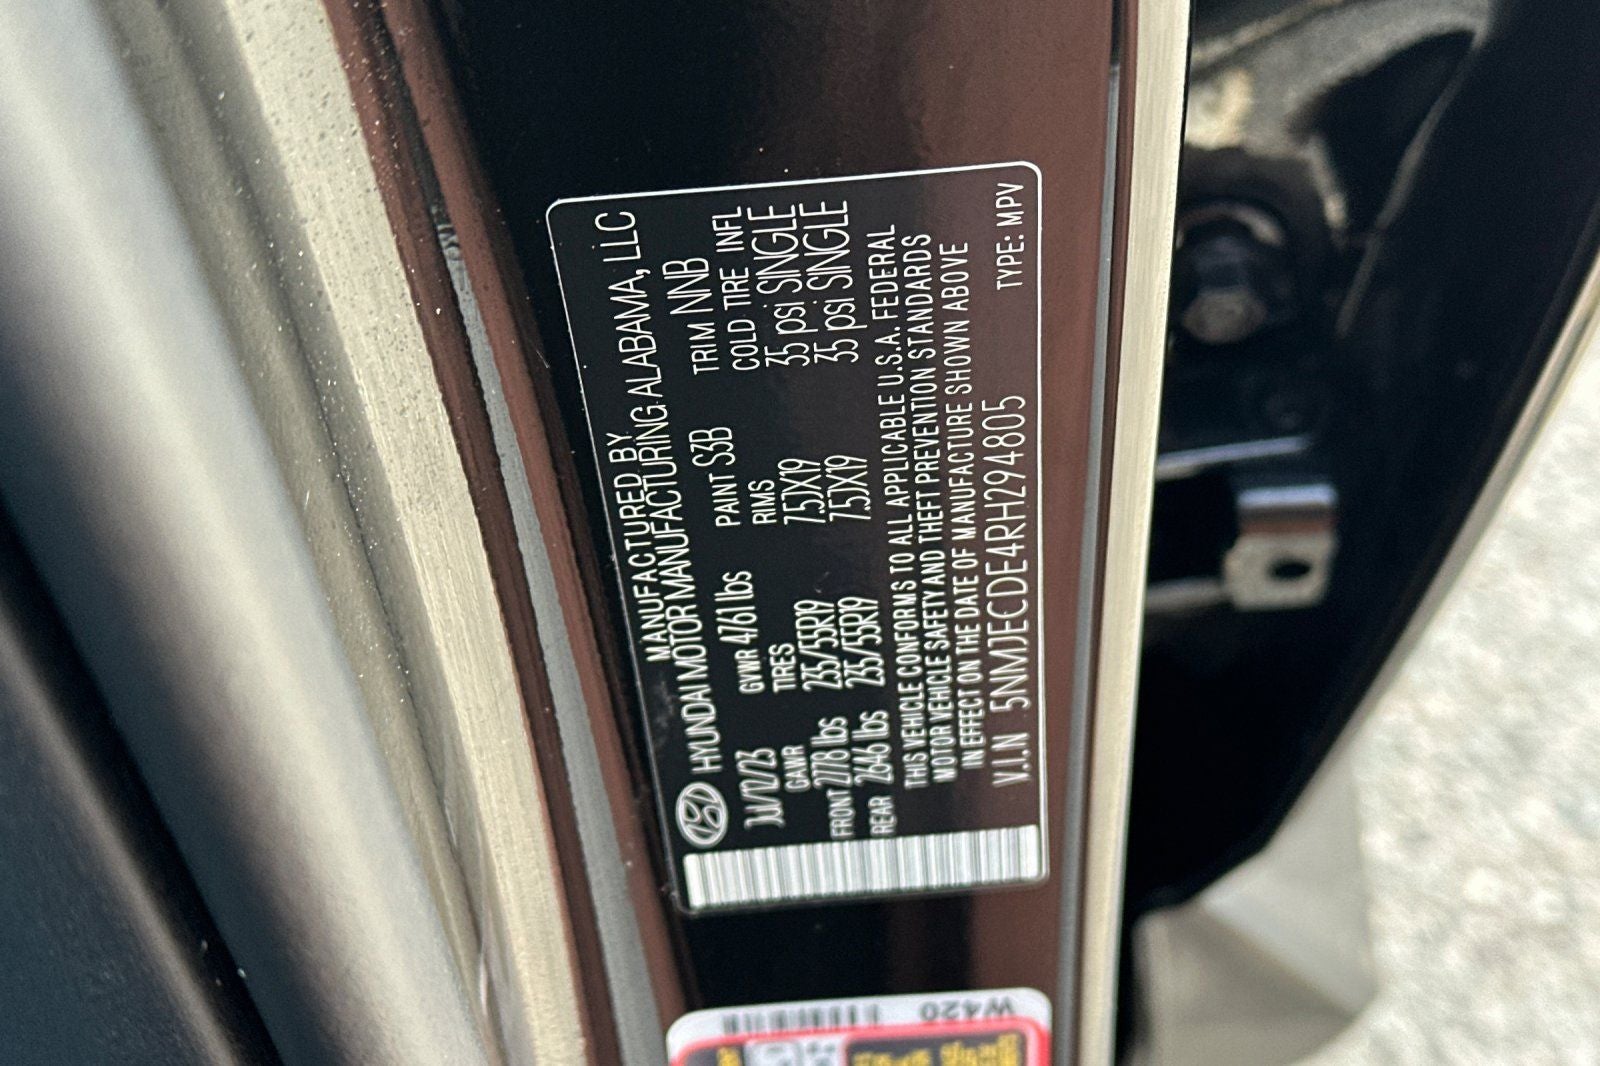 MANUFACTURED BY
HYUNDAI MOTOR MANUFACTURING ALABAMA, LLC
JUL/12/23 GVWR 4761 lbs PAINT S3B TRIM NNB
GAWR TIRES RIMS COLD TIRE INFL
FRONT 2778 lbs 235/55R19 7.5JX19 35 psi SINGLE
REAR 2646 lbs 235/55R19 7.5JX19 35 psi SINGLE
THIS VEHICLE CONFORMS TO ALL APPLICABLE U.S.A. FEDERAL
MOTOR VEHICLE SAFETY AND THEFT PREVENTION STANDARDS
IN EFFECT ON THE DATE OF MANUFACTURE SHOWN ABOVE
V.I.N 5NMJECDE4RH294805 TYPE: MPV
W420